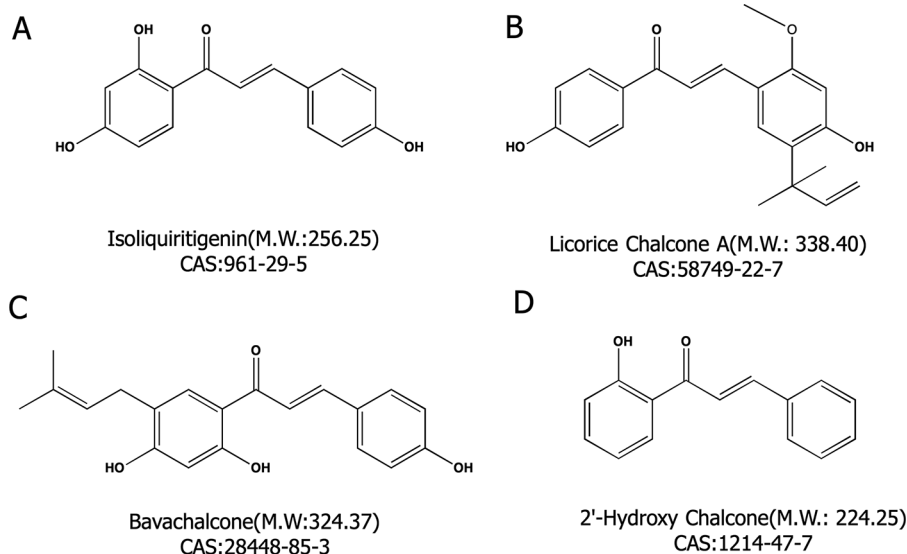 A
OH
O
HO
OH
Isoliquiritigenin(M.W.:256.25)
CAS:961-29-5
B
O
O
HO
OH
Licorice Chalcone A(M.W.: 338.40)
CAS:58749-22-7
C
O
HO
OH
OH
Bavachalcone(M.W:324.37)
CAS:28448-85-3
D
OH
O
2'-Hydroxy Chalcone(M.W.: 224.25)
CAS:1214-47-7